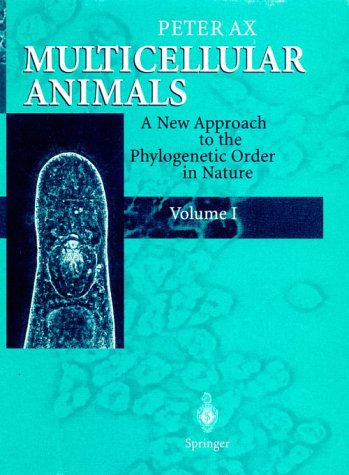 PETER AX
MULTICELLULAR
ANIMALS
A New Approach
to the
Phylogenetic Order
in Nature
Volume I
Springer